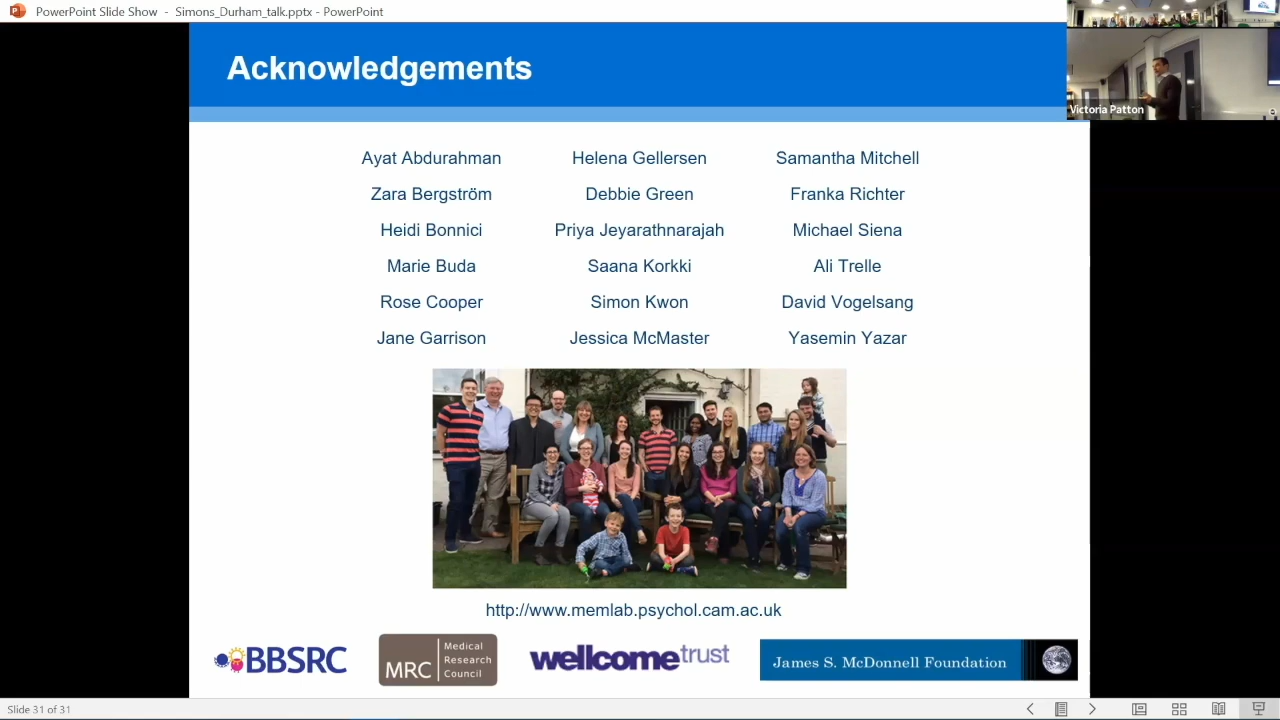 PowerPoint Slide Show - Simons_Durham_talk.pptx - PowerPoint
Acknowledgements
Victoria Patton
Ayat Abdurahman
Helena Gellersen
Samantha Mitchell
Zara Bergström
Debbie Green
Franka Richter
Heidi Bonnici
Priya Jeyarathnarajah
Michael Siena
Marie Buda
Saana Korkki
Ali Trelle
Rose Cooper
Simon Kwon
David Vogelsang
Jane Garrison
Jessica McMaster
Yasemin Yazar
http://www.memlab.psychol.cam.ac.uk
BBSRC
MRC
Medical
Research
Council
wellcometrust
James S. McDonnell Foundation
Slide 31 of 31